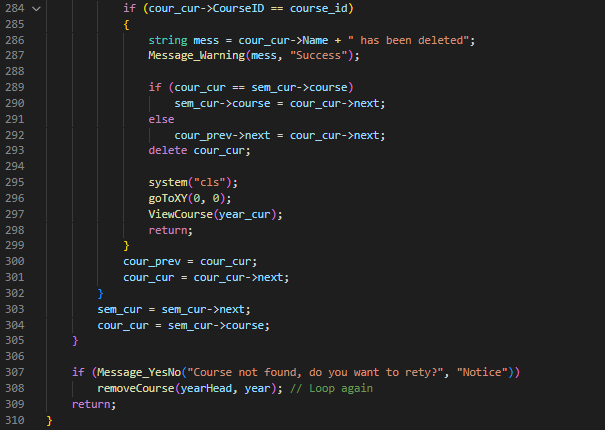 284 if (cour_cur->CourseID == course_id)
285 {
286 string mess = cour_cur->Name + " has been deleted";
287 Message_Warning(mess, "Success");
288
289 if (cour_cur == sem_cur->course)
290 sem_cur->course = cour_cur->next;
291 else
292 cour_prev->next = cour_cur->next;
293 delete cour_cur;
294
295 system("cls");
296 goToXY(0, 0);
297 ViewCourse(year_cur);
298 return;
299 }
300 cour_prev = cour_cur;
301 cour_cur = cour_cur->next;
302 }
303 sem_cur = sem_cur->next;
304 cour_cur = sem_cur->course;
305 }
306
307 if (Message_YesNo("Course not found, do you want to rety?", "Notice"))
308 removeCourse(yearHead, year); // Loop again
309 return;
310 }